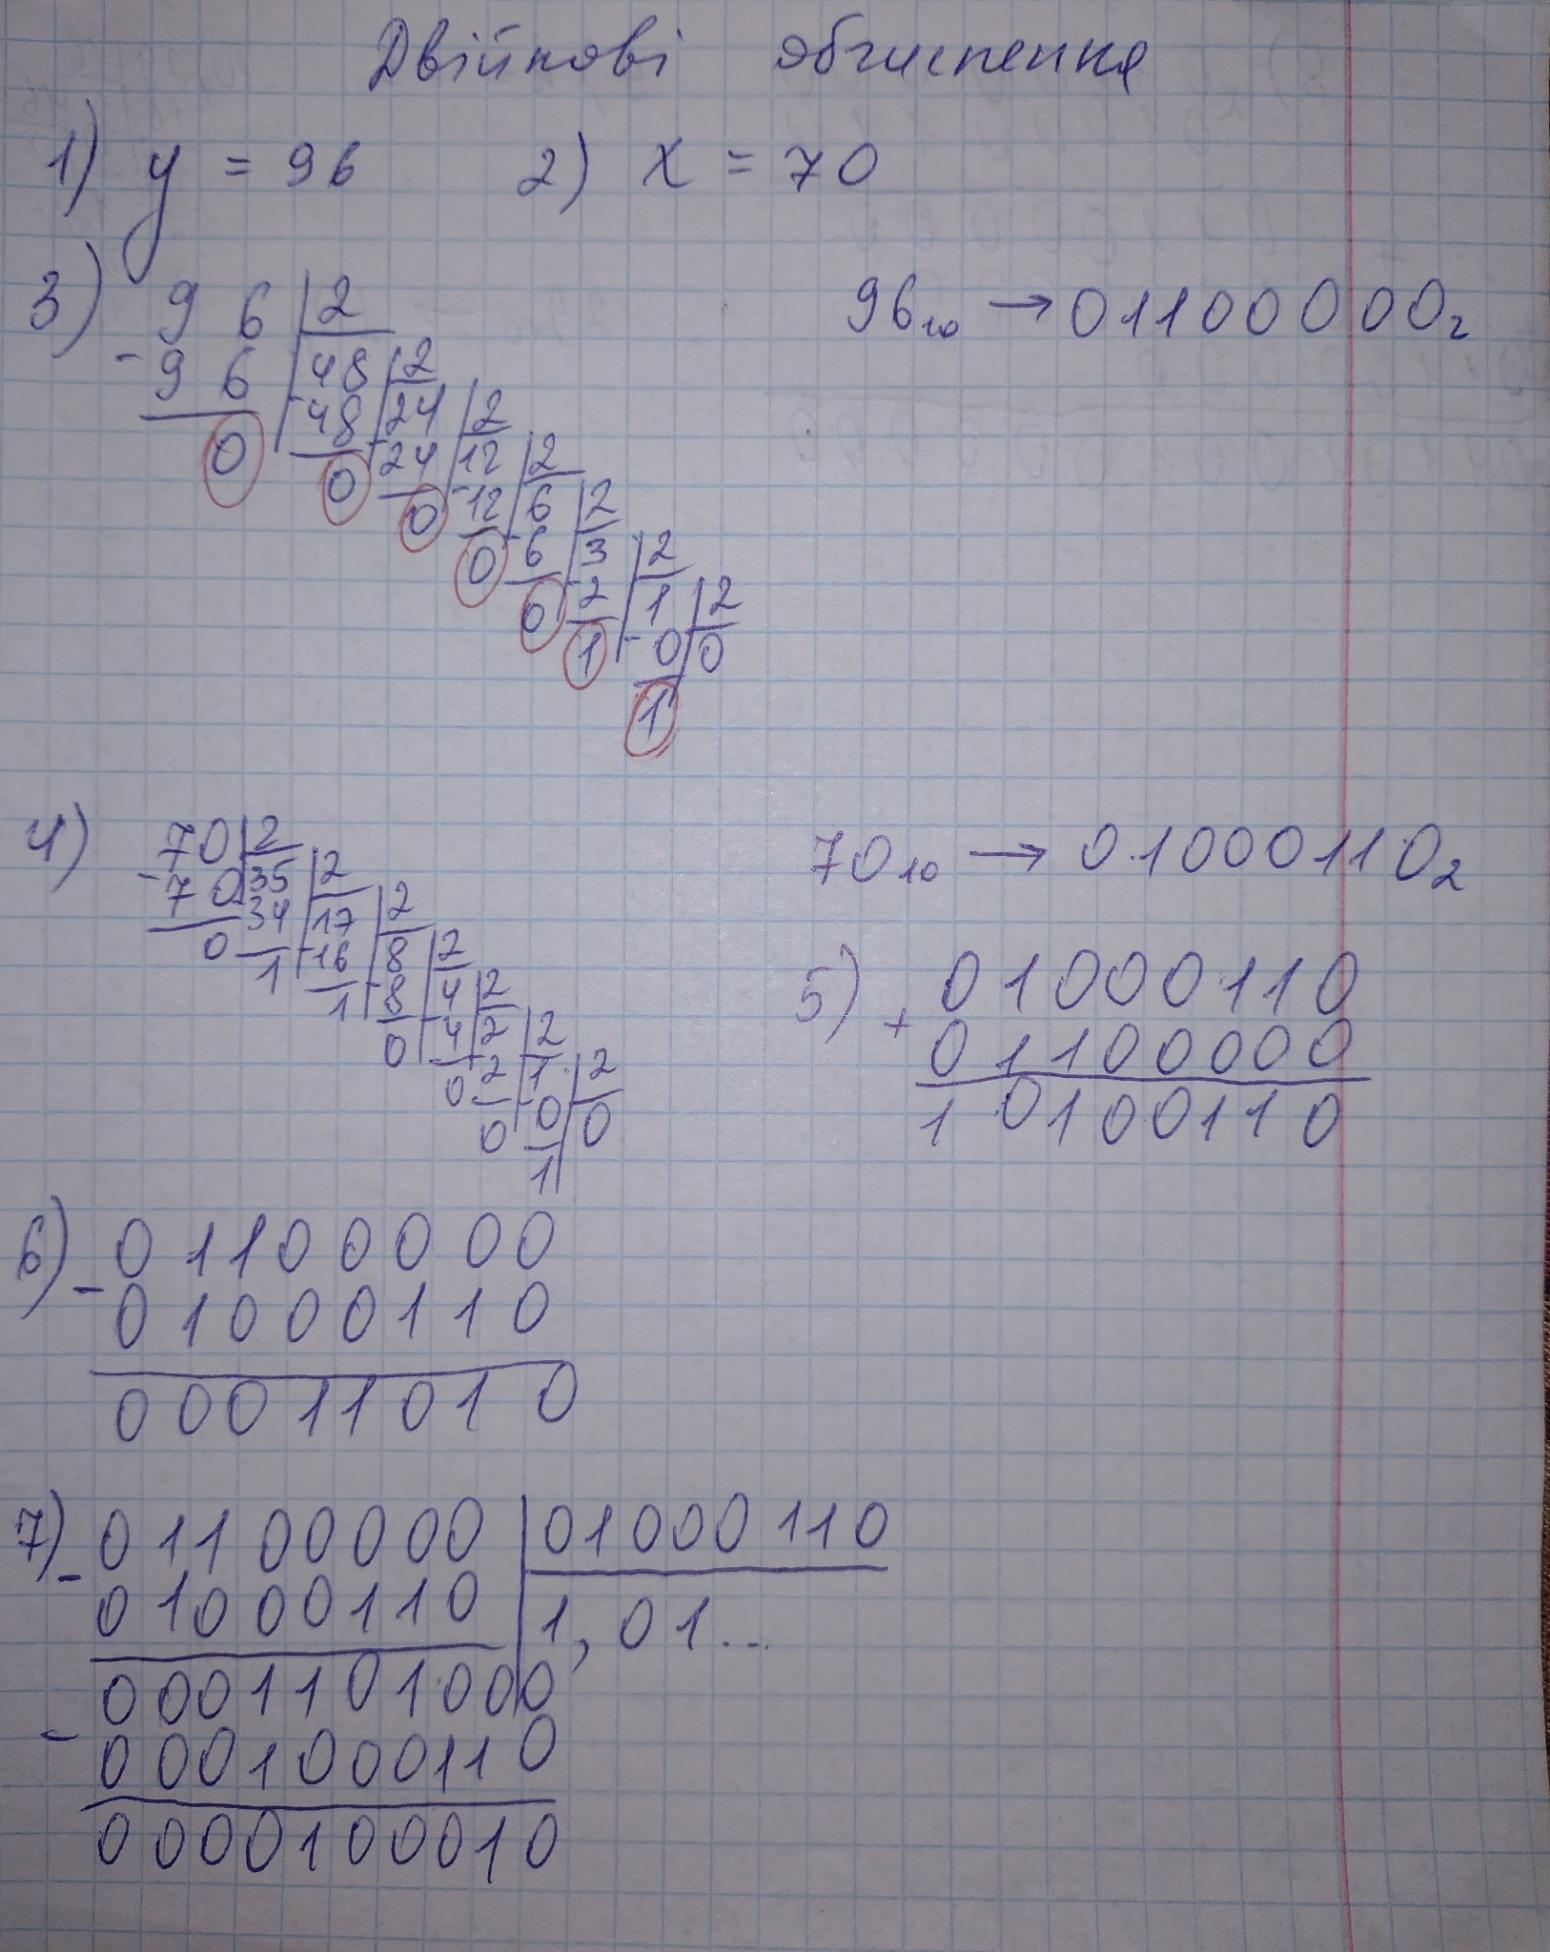 Двійкові обчислення
1) y = 96 2) x = 70
3) 96 | 2 96₁₀ → 01100000₂
- 96 | 48 | 2
0 - 48 | 24 | 2
0 - 24 | 12 | 2
0 - 12 | 6 | 2
0 - 6 | 3 | 2
0 - 2 | 1 | 2
1 - 0 | 0
1
4) 70 | 2 70₁₀ → 01000110₂
- 70 | 35 | 2
0 34 | 17 | 2
1 - 16 | 8 | 2
1 - 8 | 4 | 2
0 - 4 | 2 | 2
0 - 2 | 1 | 2
0 - 0 | 0
1
5) 01000110
+ 01100000
10100110
6) 01100000
- 01000110
00011010
7) - 01100000 | 01000110
01000110 | 1,01...
0001101000
- 0001000110
0000100010